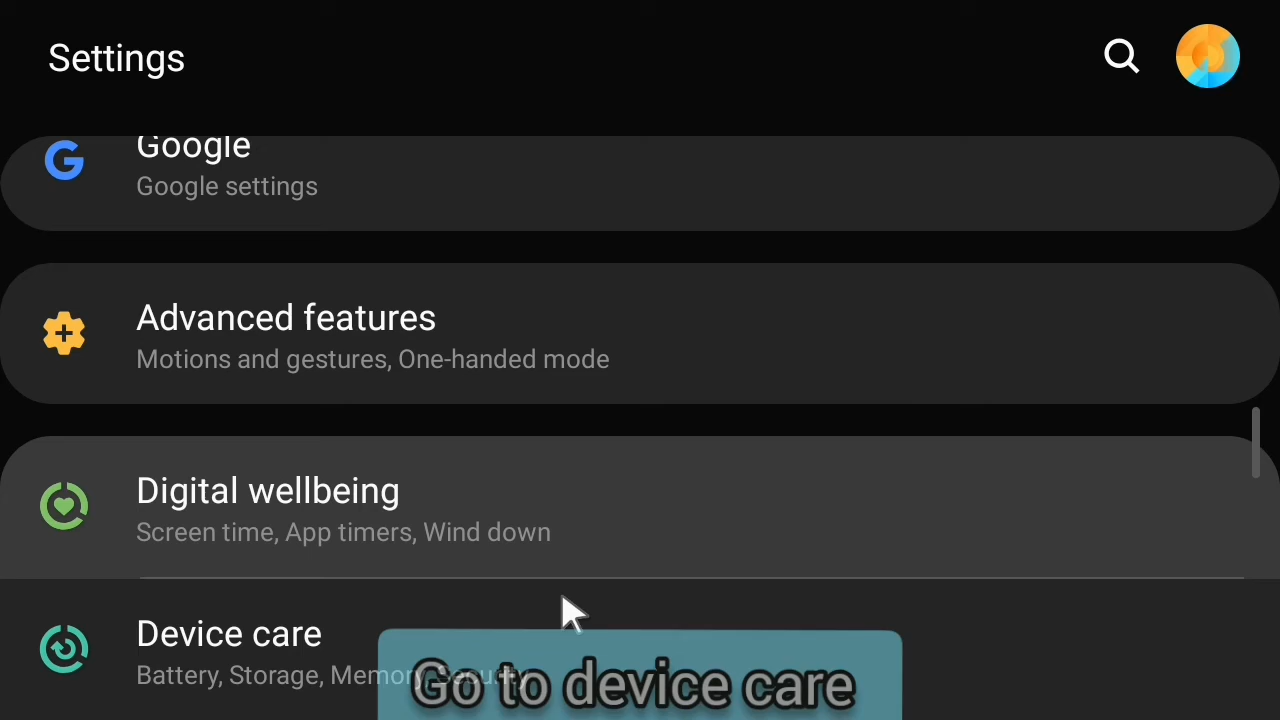 Settings
Google
Google settings
Advanced features
Motions and gestures, One-handed mode
Digital wellbeing
Screen time, App timers, Wind down
Device care
Battery, Storage, Memory, Security
Go to device care